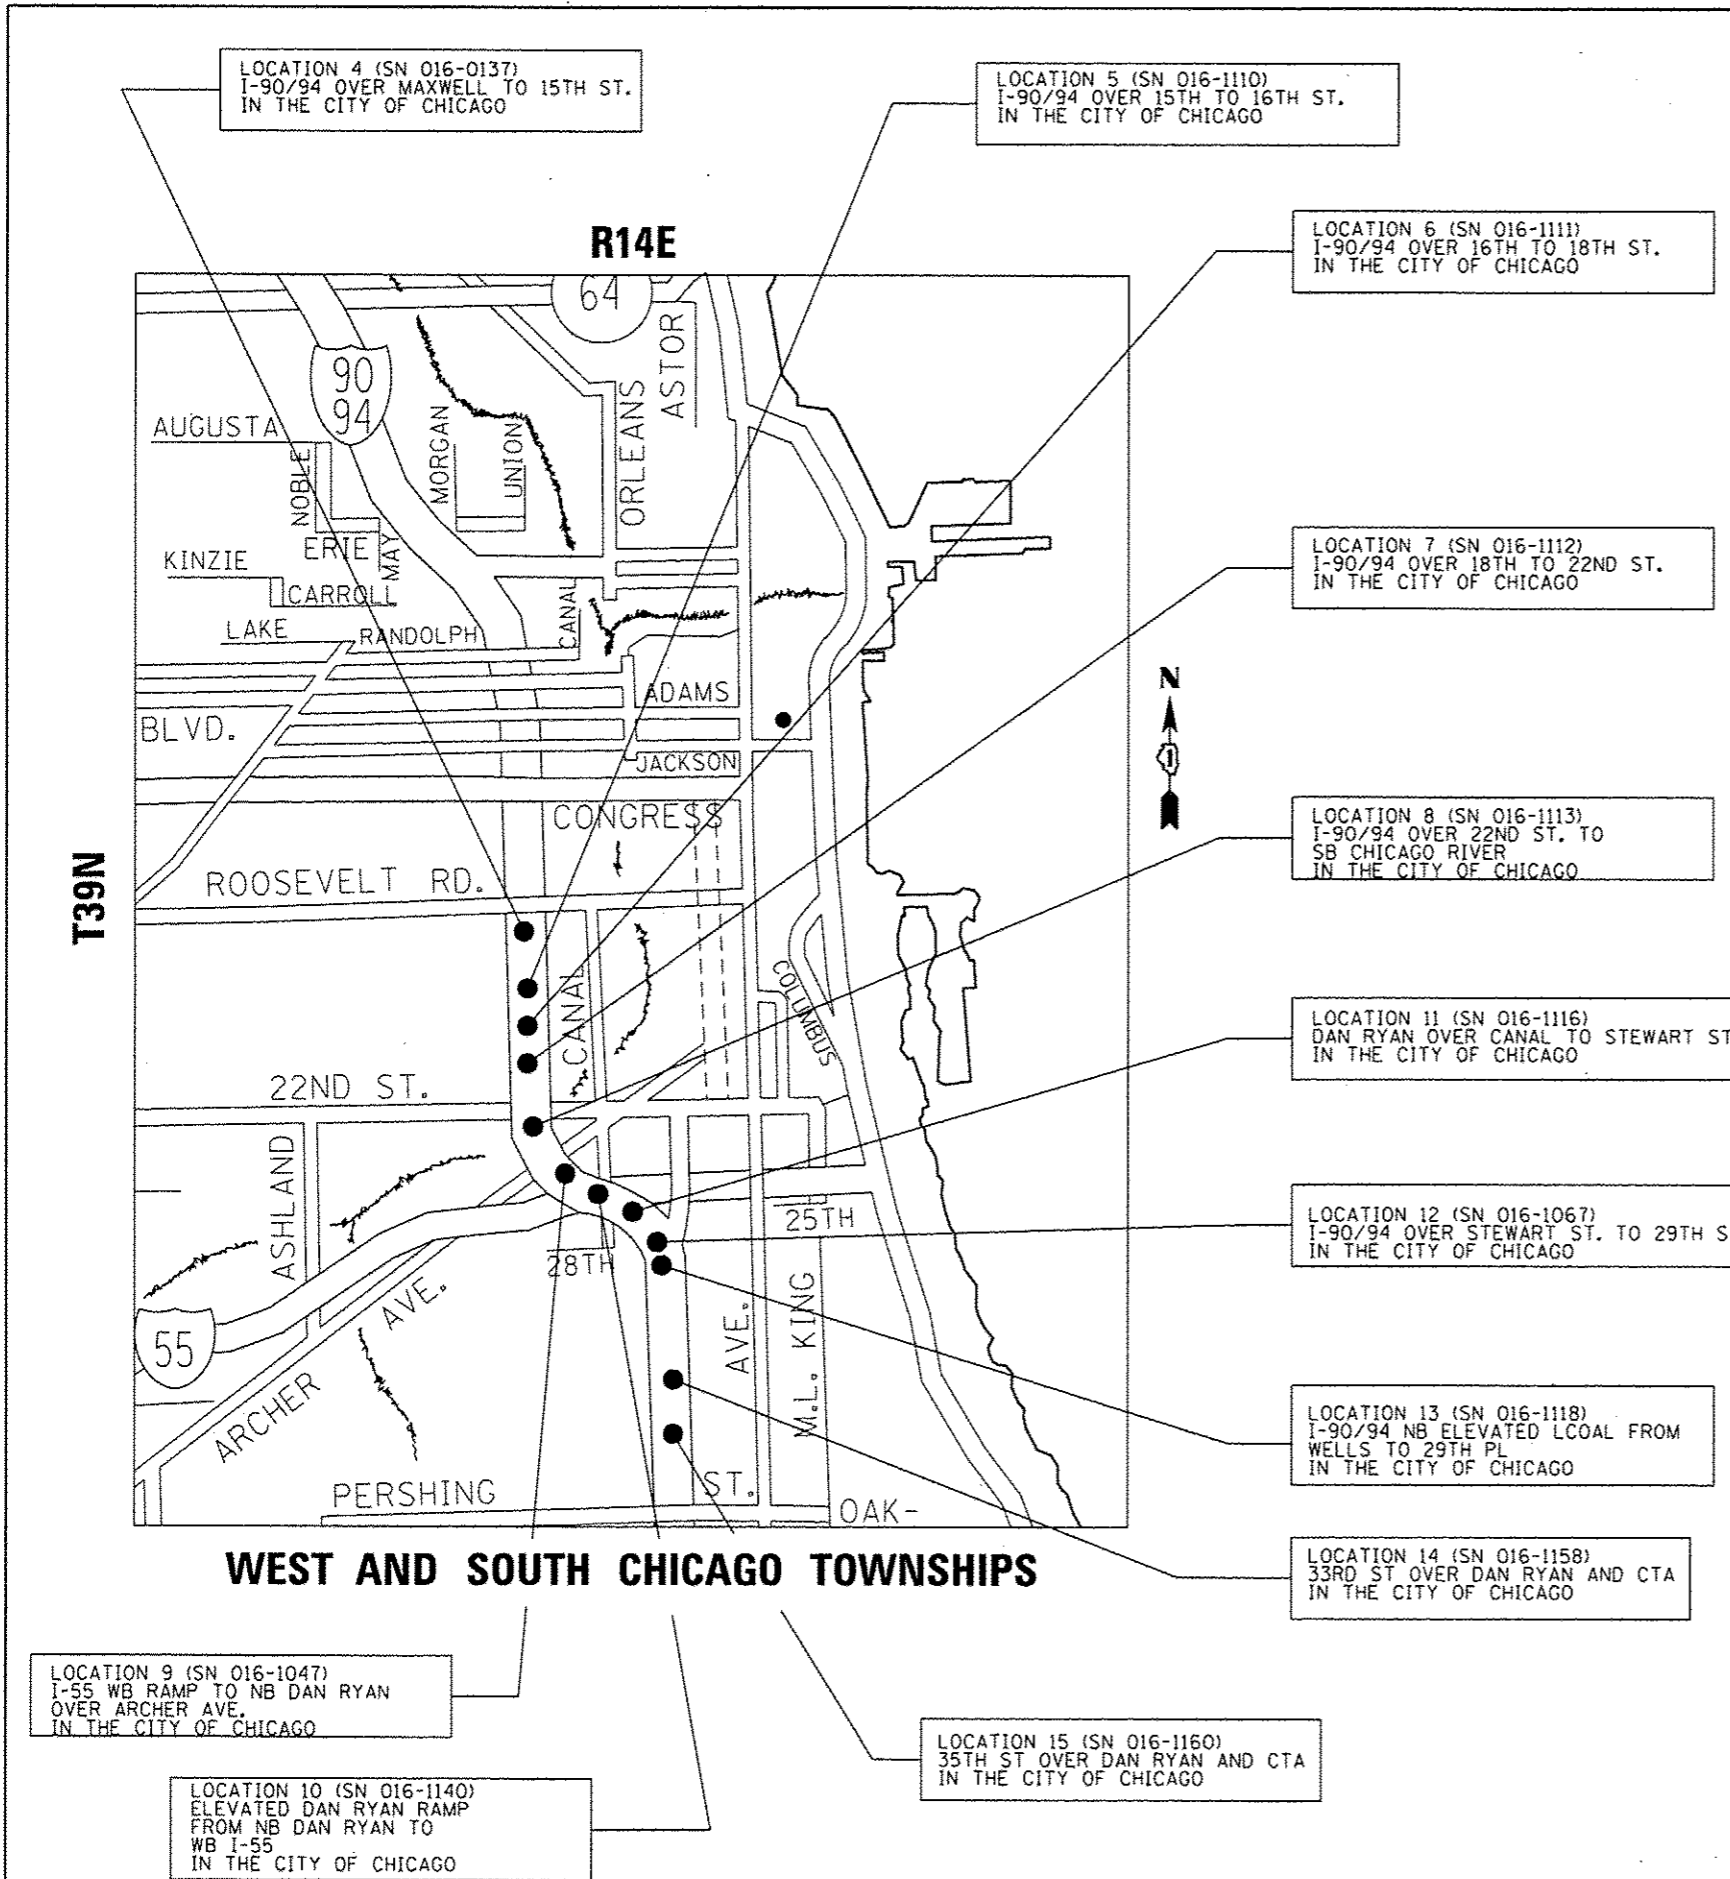 LOCATION 4 (SN 016-0137)
I-90/94 OVER MAXWELL TO 15TH ST.
IN THE CITY OF CHICAGO
LOCATION 5 (SN 016-1110)
I-90/94 OVER 15TH TO 16TH ST.
IN THE CITY OF CHICAGO
LOCATION 6 (SN 016-1111)
I-90/94 OVER 16TH TO 18TH ST.
IN THE CITY OF CHICAGO
R14E
64
ASTOR
90
94
ORLEANS
AUGUSTA
MORGAN
UNION
NOBLE
ERIE
MAY
KINZIE
CARROLL
CANAL
LAKE
RANDOLPH
LOCATION 7 (SN 016-1112)
I-90/94 OVER 18TH TO 22ND ST.
IN THE CITY OF CHICAGO
N
1
ADAMS
BLVD.
JACKSON
CONGRESS
LOCATION 8 (SN 016-1113)
I-90/94 OVER 22ND ST. TO
SB CHICAGO RIVER
IN THE CITY OF CHICAGO
T39N
ROOSEVELT RD.
CANAL
COLUMBUS
LOCATION 11 (SN 016-1116)
DAN RYAN OVER CANAL TO STEWART ST
IN THE CITY OF CHICAGO
22ND ST.
ASHLAND
25TH
28TH
LOCATION 12 (SN 016-1067)
I-90/94 OVER STEWART ST. TO 29TH S
IN THE CITY OF CHICAGO
55
ARCHER AVE.
AVE.
M.L. KING
LOCATION 13 (SN 016-1118)
I-90/94 NB ELEVATED LCOAL FROM
WELLS TO 29TH PL
IN THE CITY OF CHICAGO
PERSHING
ST.
OAK-
LOCATION 14 (SN 016-1158)
33RD ST OVER DAN RYAN AND CTA
IN THE CITY OF CHICAGO
WEST AND SOUTH CHICAGO TOWNSHIPS
LOCATION 9 (SN 016-1047)
I-55 WB RAMP TO NB DAN RYAN
OVER ARCHER AVE.
IN THE CITY OF CHICAGO
LOCATION 15 (SN 016-1160)
35TH ST OVER DAN RYAN AND CTA
IN THE CITY OF CHICAGO
LOCATION 10 (SN 016-1140)
ELEVATED DAN RYAN RAMP
FROM NB DAN RYAN TO
WB I-55
IN THE CITY OF CHICAGO